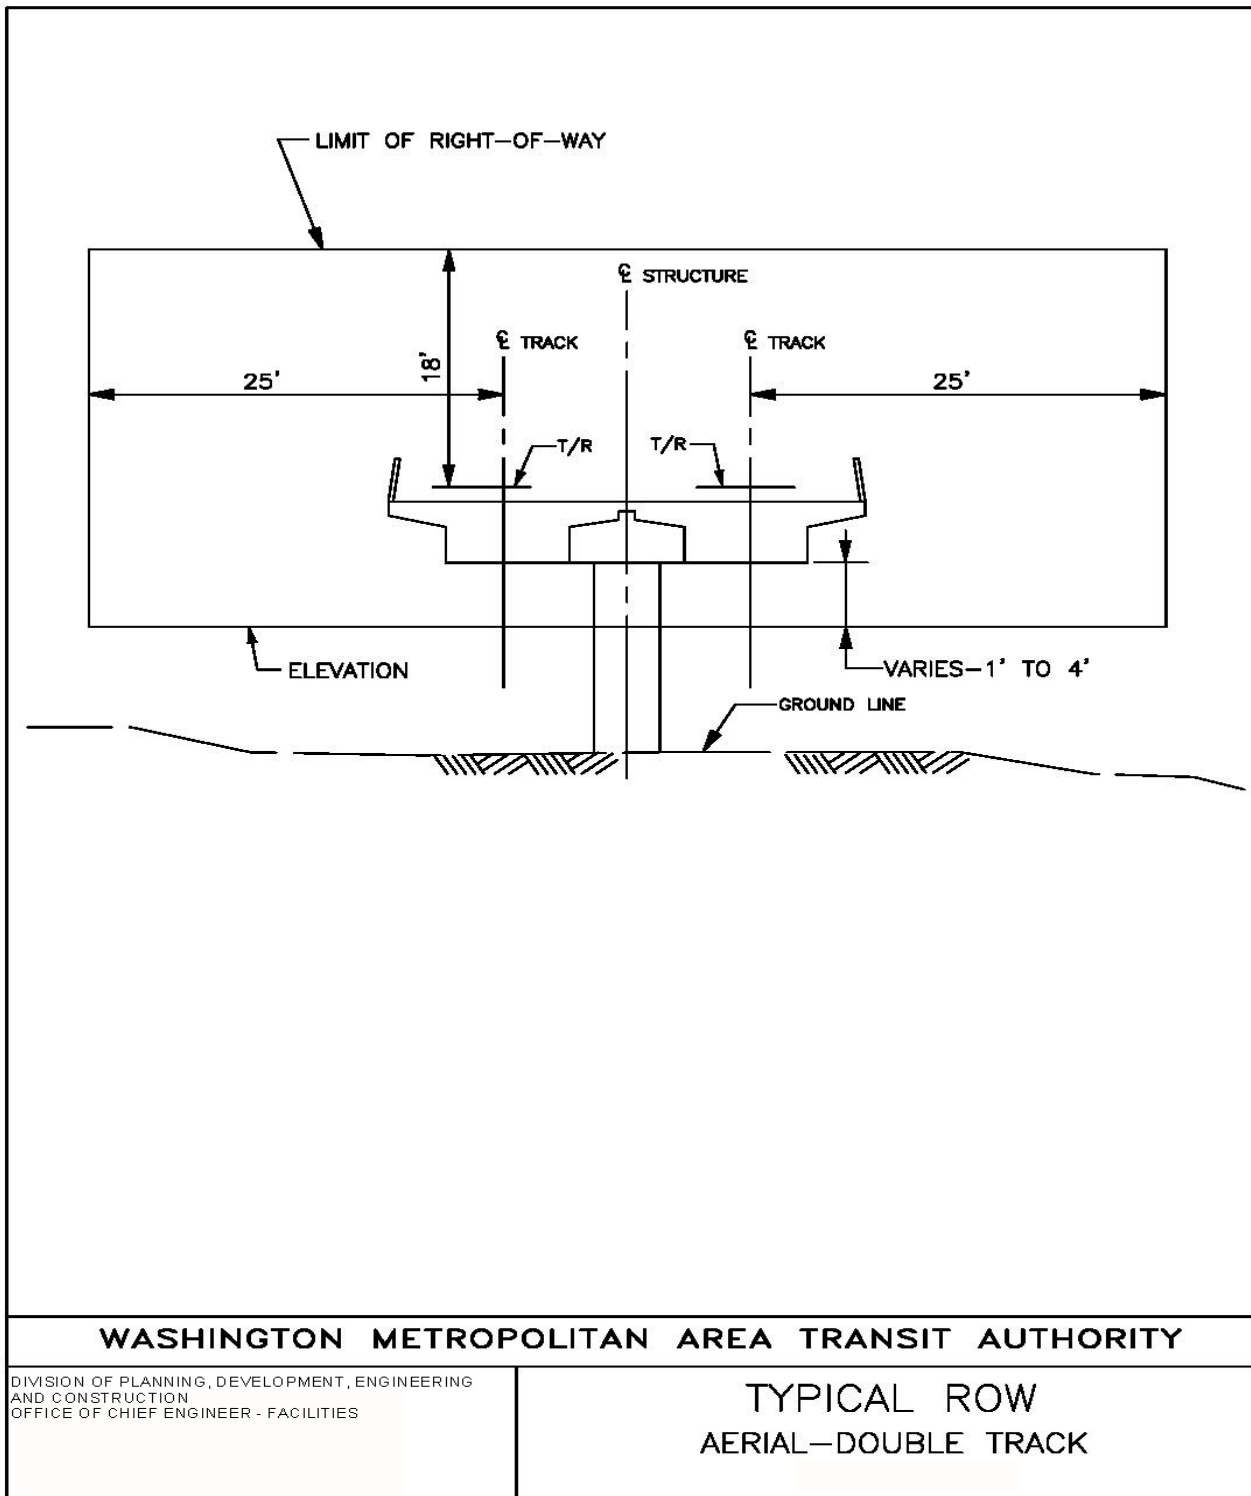 LIMIT OF RIGHT-OF-WAY
℄ STRUCTURE
℄ TRACK
℄ TRACK
18'
25'
25'
T/R
T/R
ELEVATION
VARIES-1' TO 4'
GROUND LINE
WASHINGTON METROPOLITAN AREA TRANSIT AUTHORITY
DIVISION OF PLANNING, DEVELOPMENT, ENGINEERING
AND CONSTRUCTION
OFFICE OF CHIEF ENGINEER - FACILITIES
TYPICAL ROW
AERIAL-DOUBLE TRACK